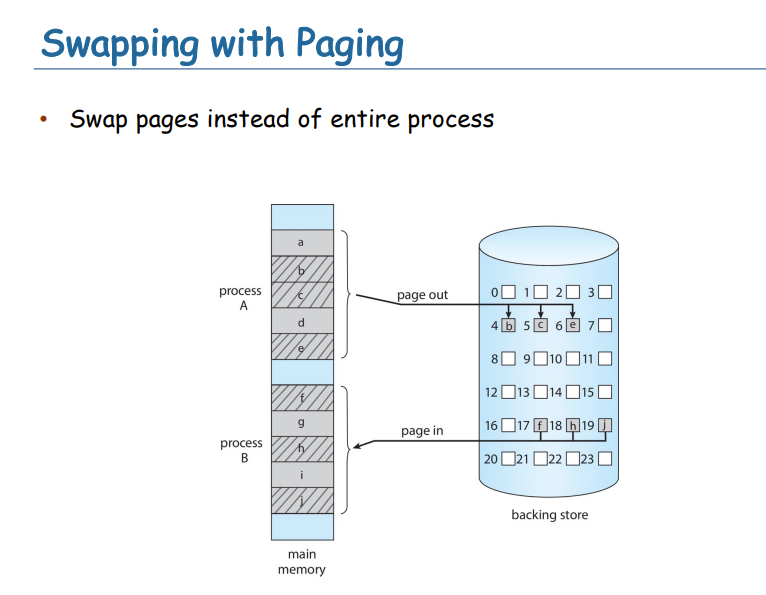 Swapping with Paging
• Swap pages instead of entire process
a
b
c
d
e
process
A
f
g
h
i
j
process
B
main
memory
page out
page in
0 1 2 3
4 b 5 c 6 e 7
8 9 10 11
12 13 14 15
16 17 f 18 h 19 j
20 21 22 23
backing store